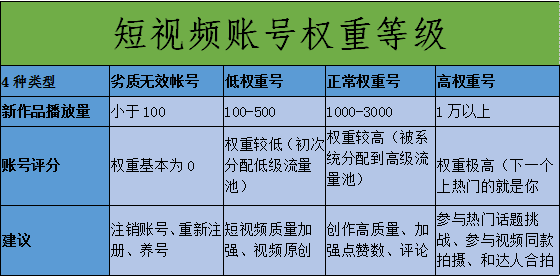 短视频账号权重等级
4种类型 劣质无效帐号 低权重号 正常权重号 高权重号
新作品播放量 小于100 100-500 1000-3000 1万以上
账号评分 权重基本为0 权重较低（初次分配低级流量池） 权重较高（被系统分配到高级流量池） 权重极高（下一个上热门的就是你
建议 注销账号、重新注册、养号 短视频质量加强、视频原创 创作高质量、加强点赞数、评论 参与热门话题挑战、参与视频同款拍摄、和达人合拍